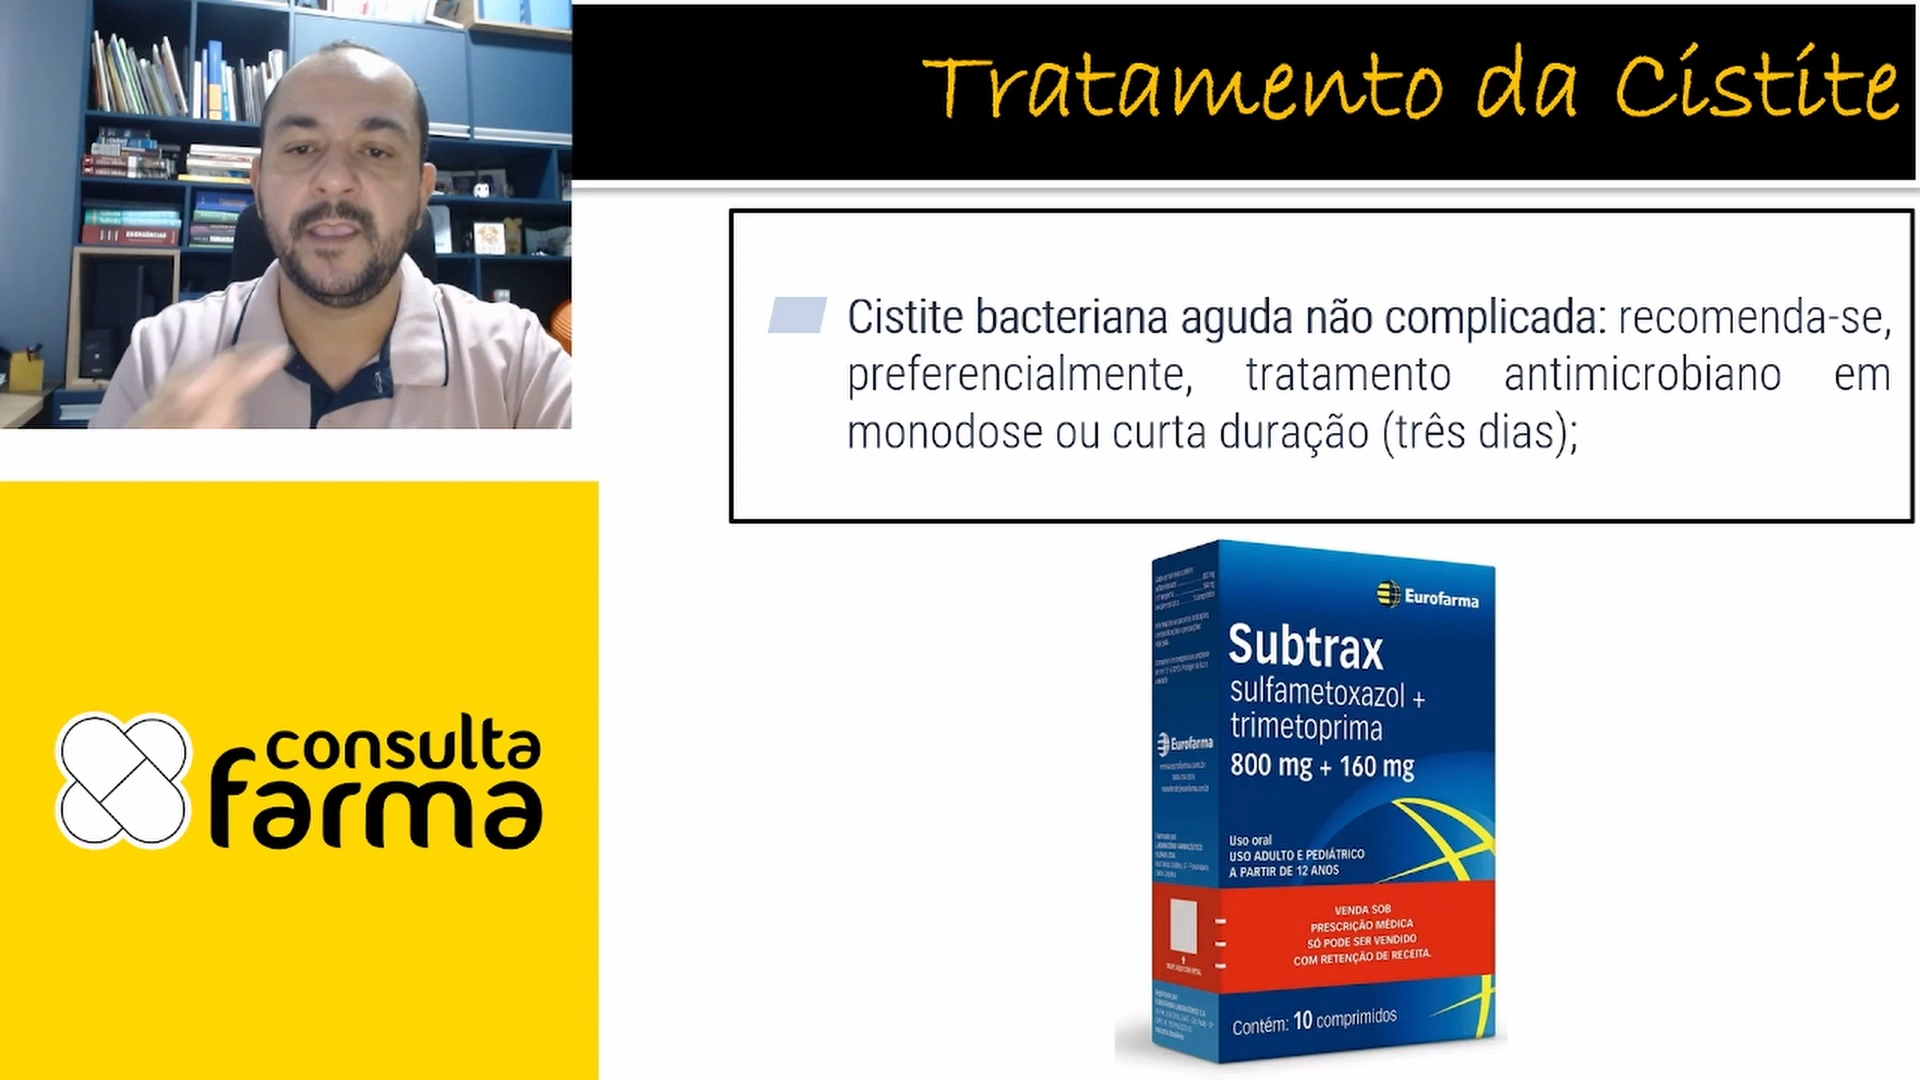 Tratamento da Cistite
Cistite bacteriana aguda não complicada: recomenda-se,
preferencialmente, tratamento antimicrobiano em
monodose ou curta duração (três dias);
consulta
farma
Eurofarma
Subtrax
sulfametoxazol +
trimetoprima
800 mg + 160 mg
Eurofarma
Uso oral
USO ADULTO E PEDIÁTRICO
A PARTIR DE 12 ANOS
VENDA SOB
PRESCRIÇÃO MÉDICA
SÓ PODE SER VENDIDO
COM RETENÇÃO DE RECEITA.
Contém: 10 comprimidos